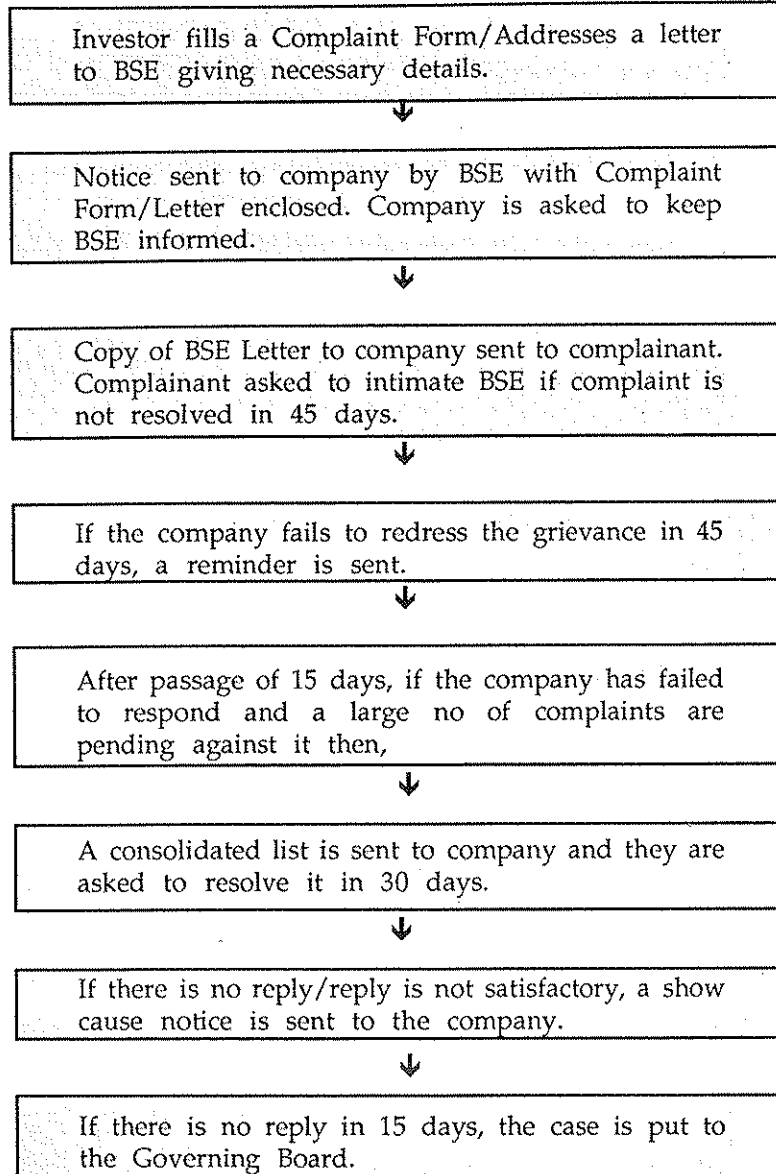 Investor fills a Complaint Form/Addresses a letter
to BSE giving necessary details.
Notice sent to company by BSE with Complaint
Form/Letter enclosed. Company is asked to keep
BSE informed.
Copy of BSE Letter to company sent to complainant.
Complainant asked to intimate BSE if complaint is
not resolved in 45 days.
If the company fails to redress the grievance in 45
days, a reminder is sent.
After passage of 15 days, if the company has failed
to respond and a large no of complaints are
pending against it then,
A consolidated list is sent to company and they are
asked to resolve it in 30 days.
If there is no reply/reply is not satisfactory, a show
cause notice is sent to the company.
If there is no reply in 15 days, the case is put to
the Governing Board.